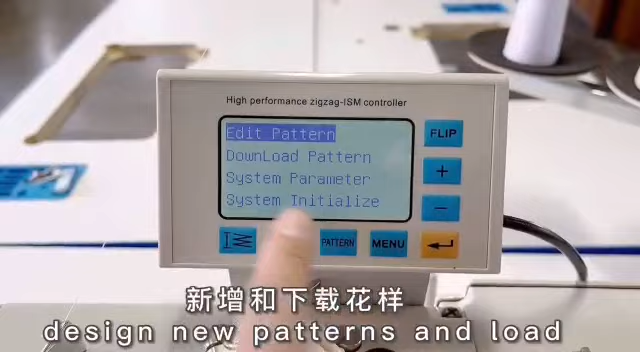 High performance zigzag-ISM controller
Edit Pattern
DownLoad Pattern
System Parameter
System Initialize
FLIP
+
-
PATTERN
MENU
新增和下载花样
design new patterns and load